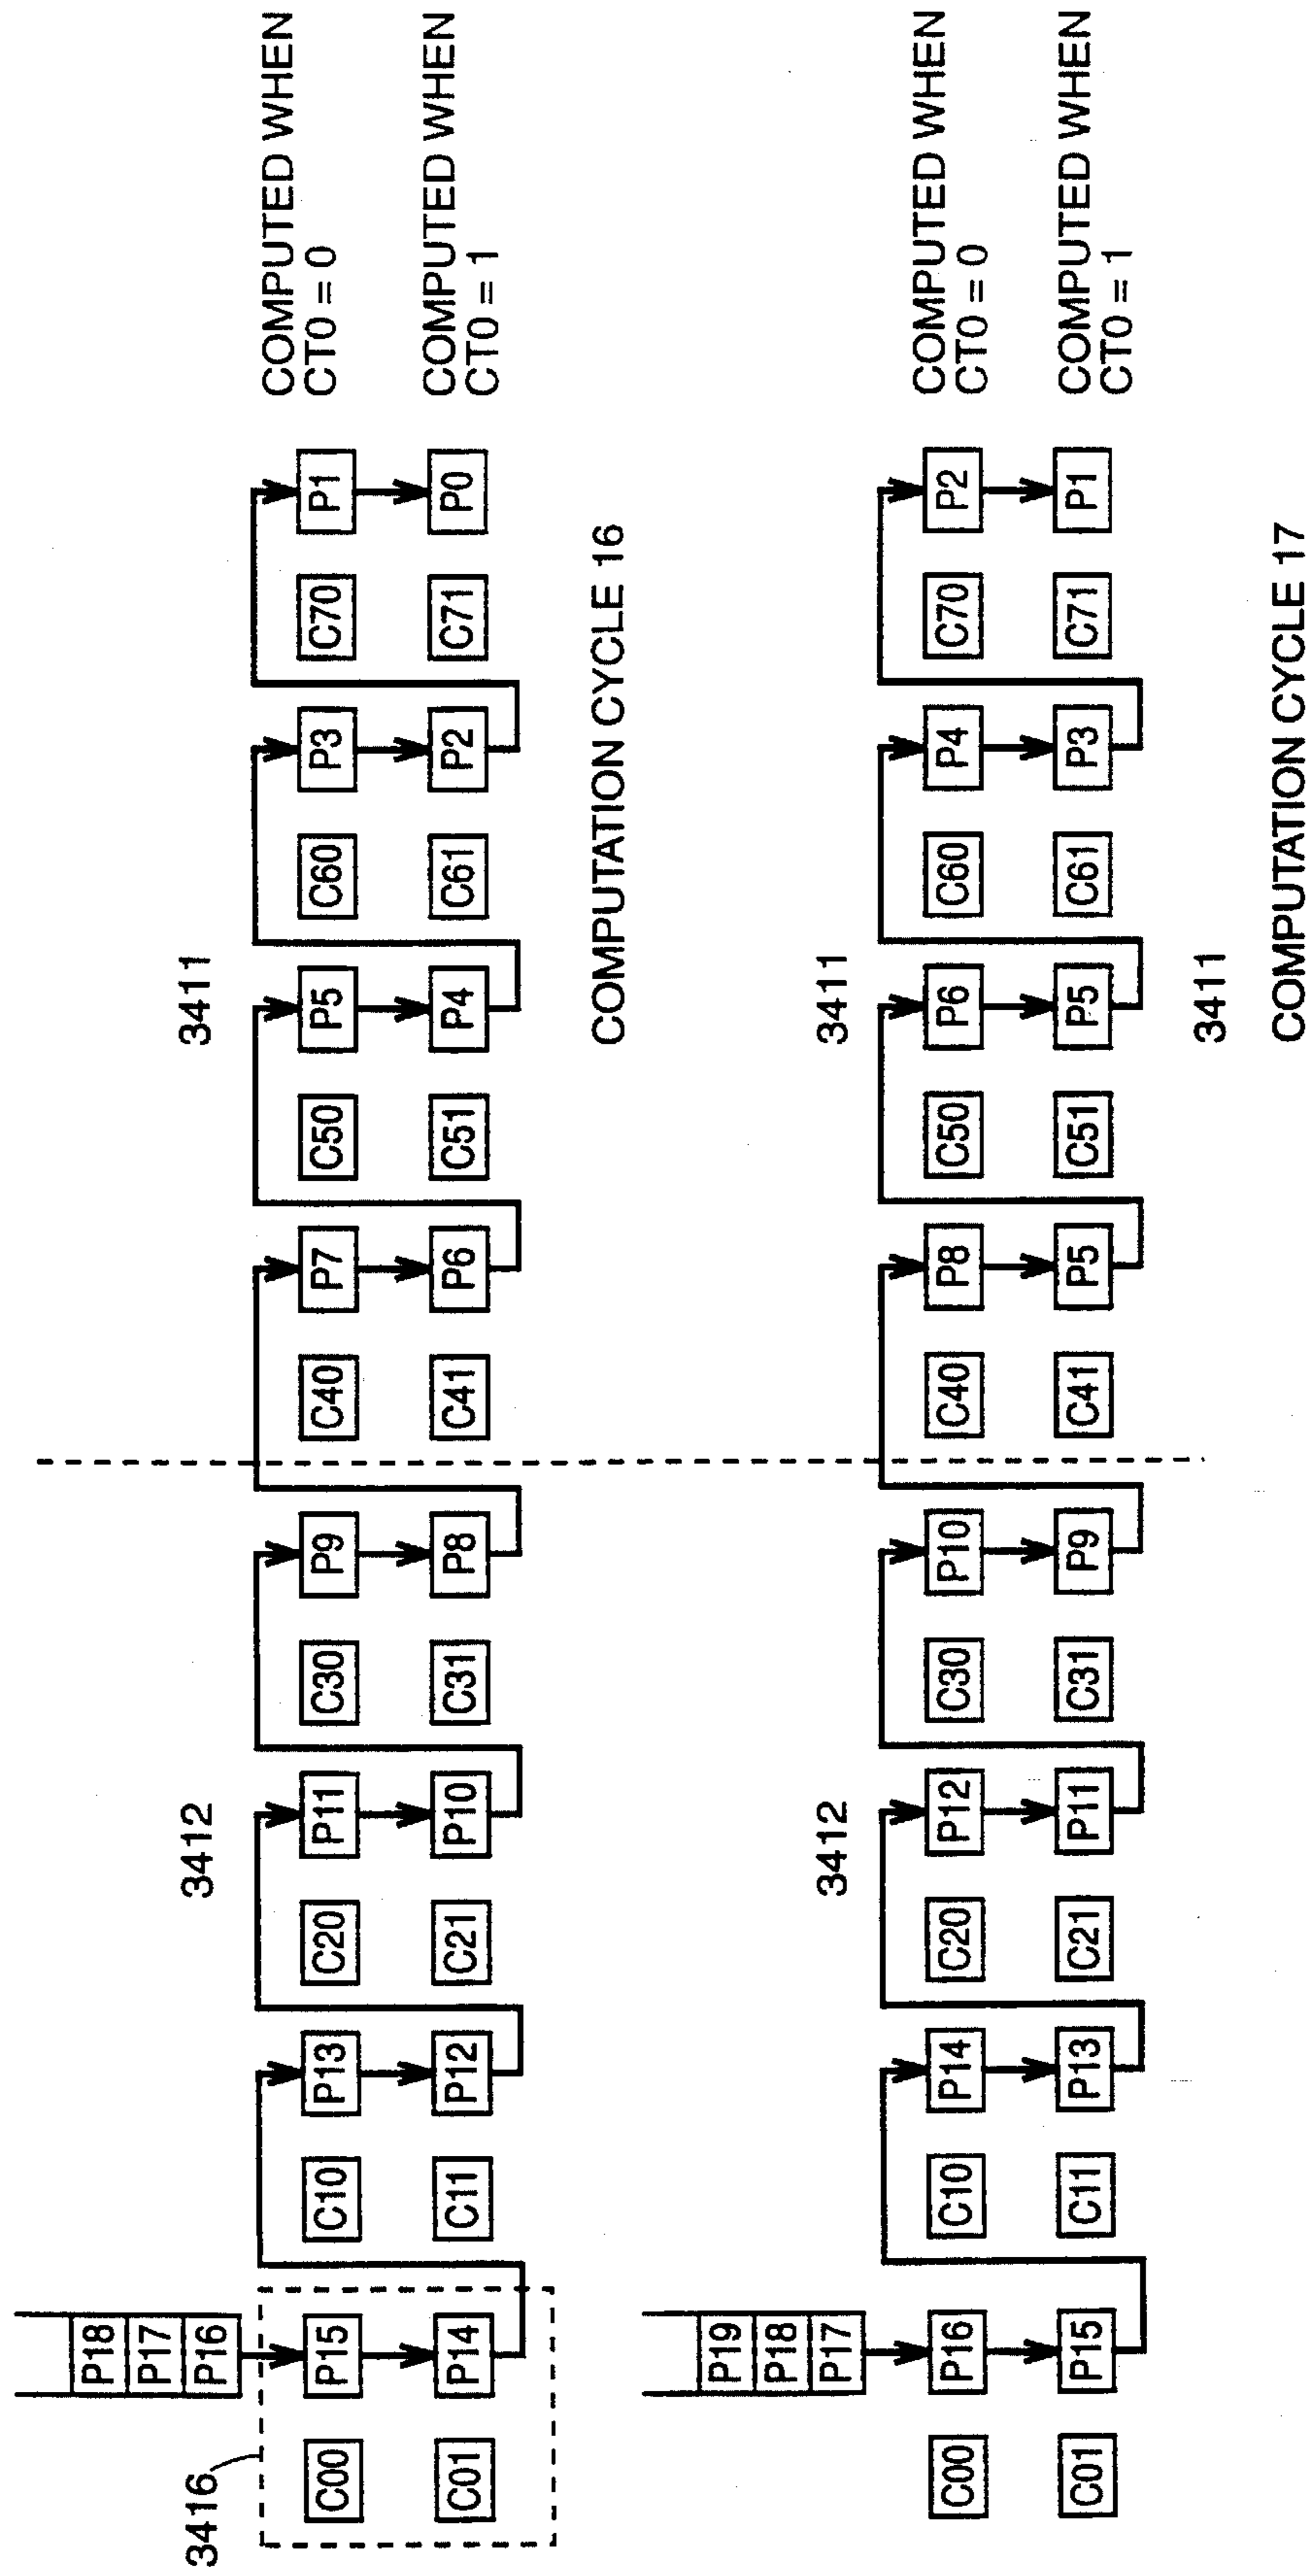 P18
P17
P16
3416 3412 3411
COMPUTED WHEN
C00 P15 C10 P13 C20 P11 C30 P9 C40 P7 C50 P5 C60 P3 C70 P1 CT0 = 0
COMPUTED WHEN
C01 P14 C11 P12 C21 P10 C31 P8 C41 P6 C51 P4 C61 P2 C71 P0 CT0 = 1
COMPUTATION CYCLE 16
P19
P18
P17
3412 3411
COMPUTED WHEN
C00 P16 C10 P14 C20 P12 C30 P10 C40 P8 C50 P6 C60 P4 C70 P2 CT0 = 0
COMPUTED WHEN
C01 P15 C11 P13 C21 P11 C31 P9 C41 P5 C51 P5 C61 P3 C71 P1 CT0 = 1
3411
COMPUTATION CYCLE 17